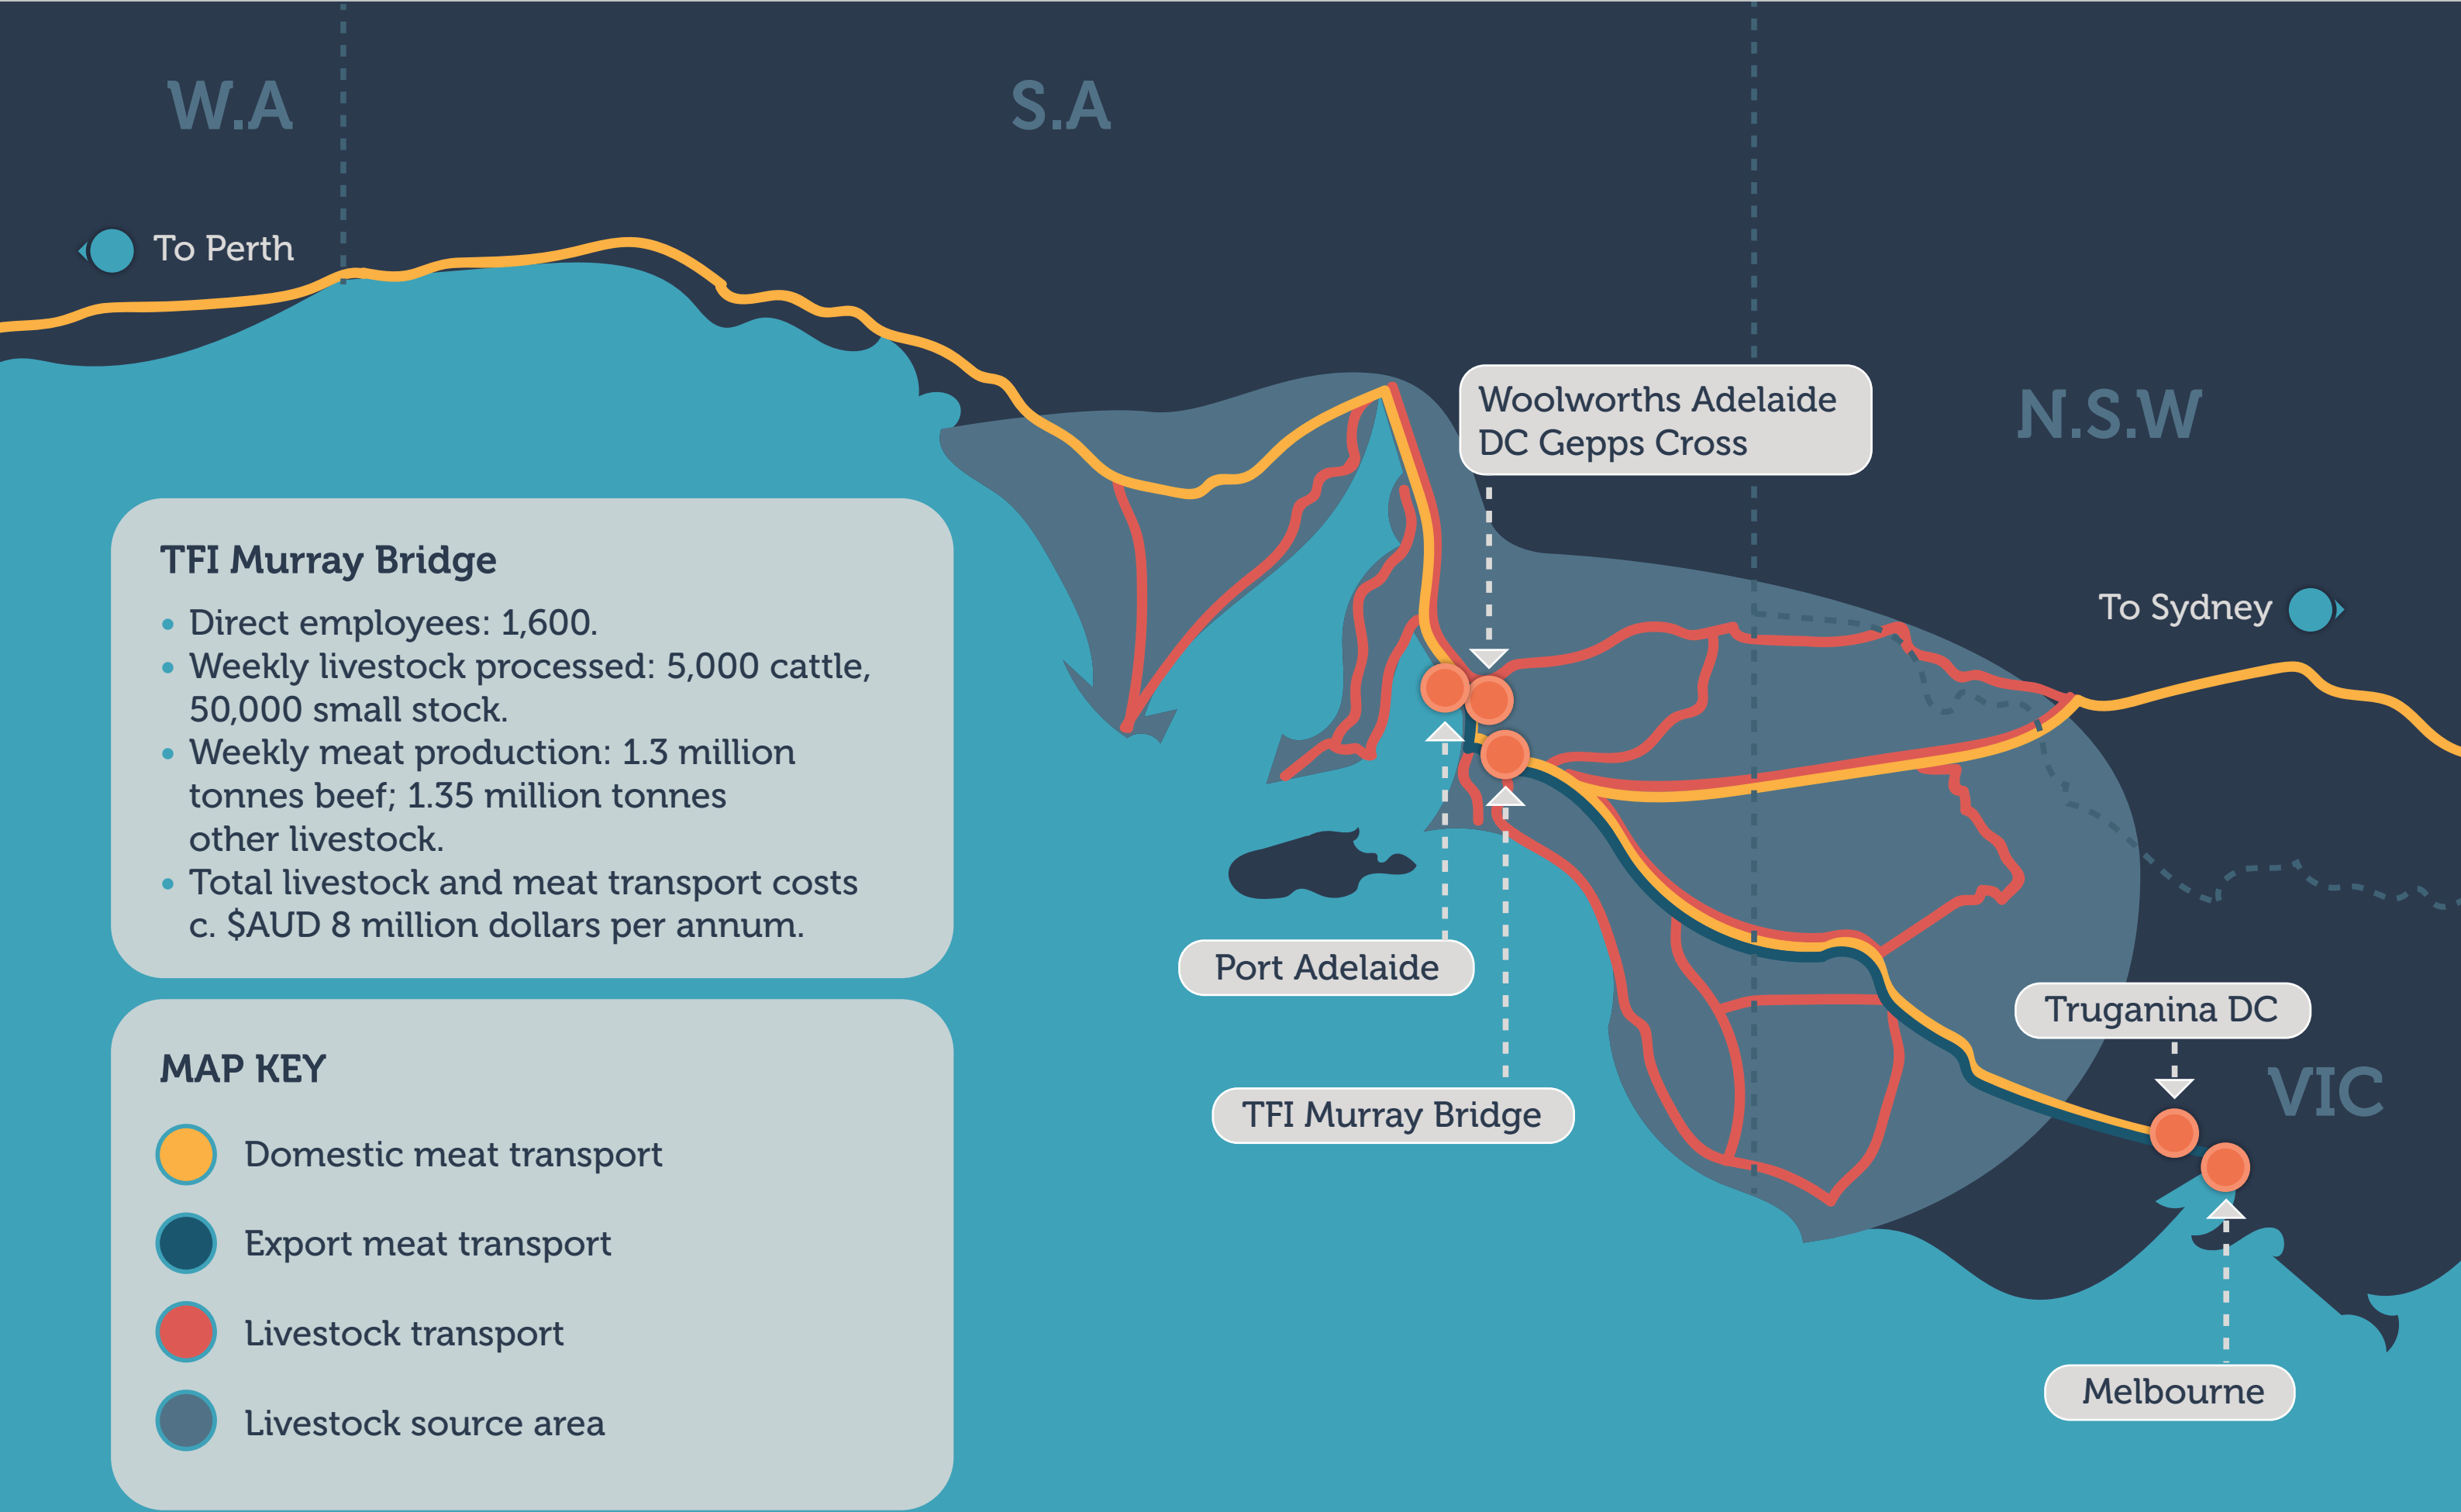 W.A
S.A
To Perth
Woolworths Adelaide
DC Gepps Cross
N.S.W
To Sydney
TFI Murray Bridge
• Direct employees: 1,600.
• Weekly livestock processed: 5,000 cattle,
50,000 small stock.
• Weekly meat production: 1.3 million
tonnes beef; 1.35 million tonnes
other livestock.
• Total livestock and meat transport costs
c. $AUD 8 million dollars per annum.
Port Adelaide
TFI Murray Bridge
Truganina DC
VIC
Melbourne
MAP KEY
Domestic meat transport
Export meat transport
Livestock transport
Livestock source area